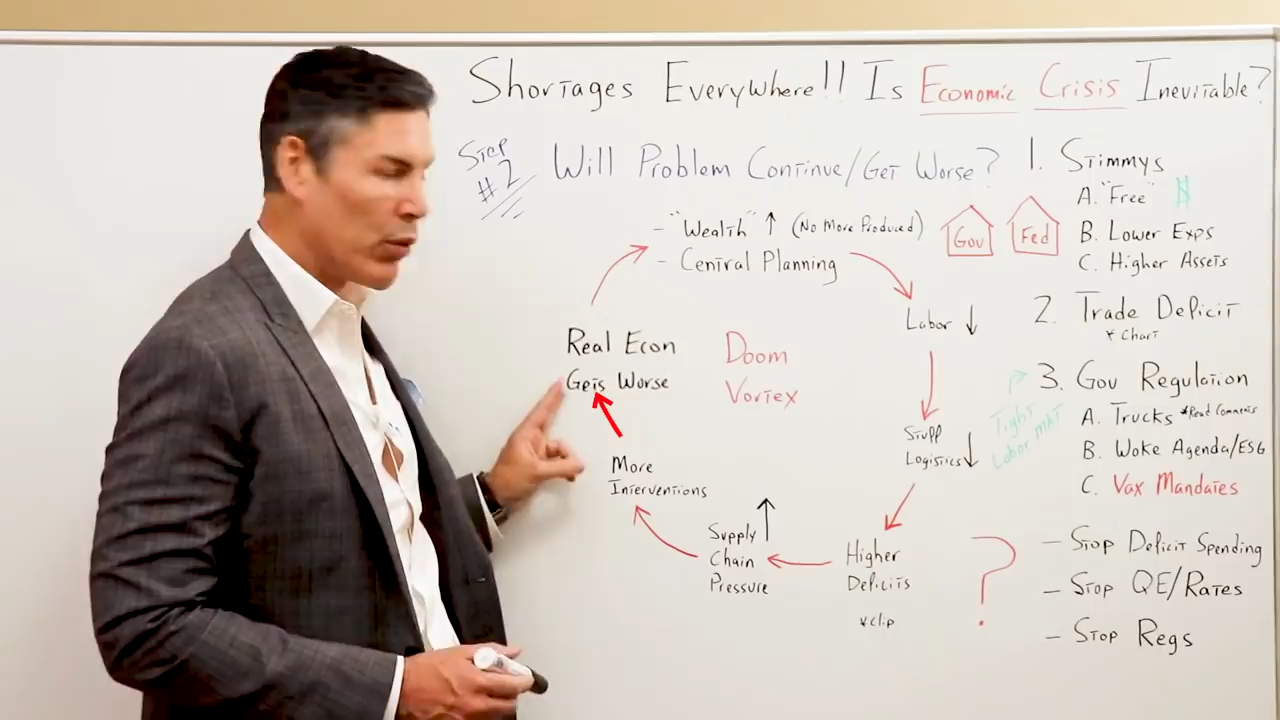 Shortages Everywhere!! Is Economic Crisis Inevitable?
Step
#2
Will Problem Continue/Get Worse?
- "Wealth" ↑ (No More Produced)
- Central Planning
Gov
Fed
Labor ↓
Stuff
Logistics ↓
Higher
Deficits
*clip
Supply ↑
Chain
Pressure
More
Interventions
Real Econ
Gets Worse
Doom
Vortex
1. Stimmys
A. "Free" $
B. Lower Exps
C. Higher Assets
2. Trade Deficit
* Chart
3. Gov Regulation
Tight
Labor MAT
A. Trucks *Read Comments
B. Woke Agenda/ESG
C. Vax Mandates
?
- Stop Deficit Spending
- Stop QE/Rates
- Stop Regs